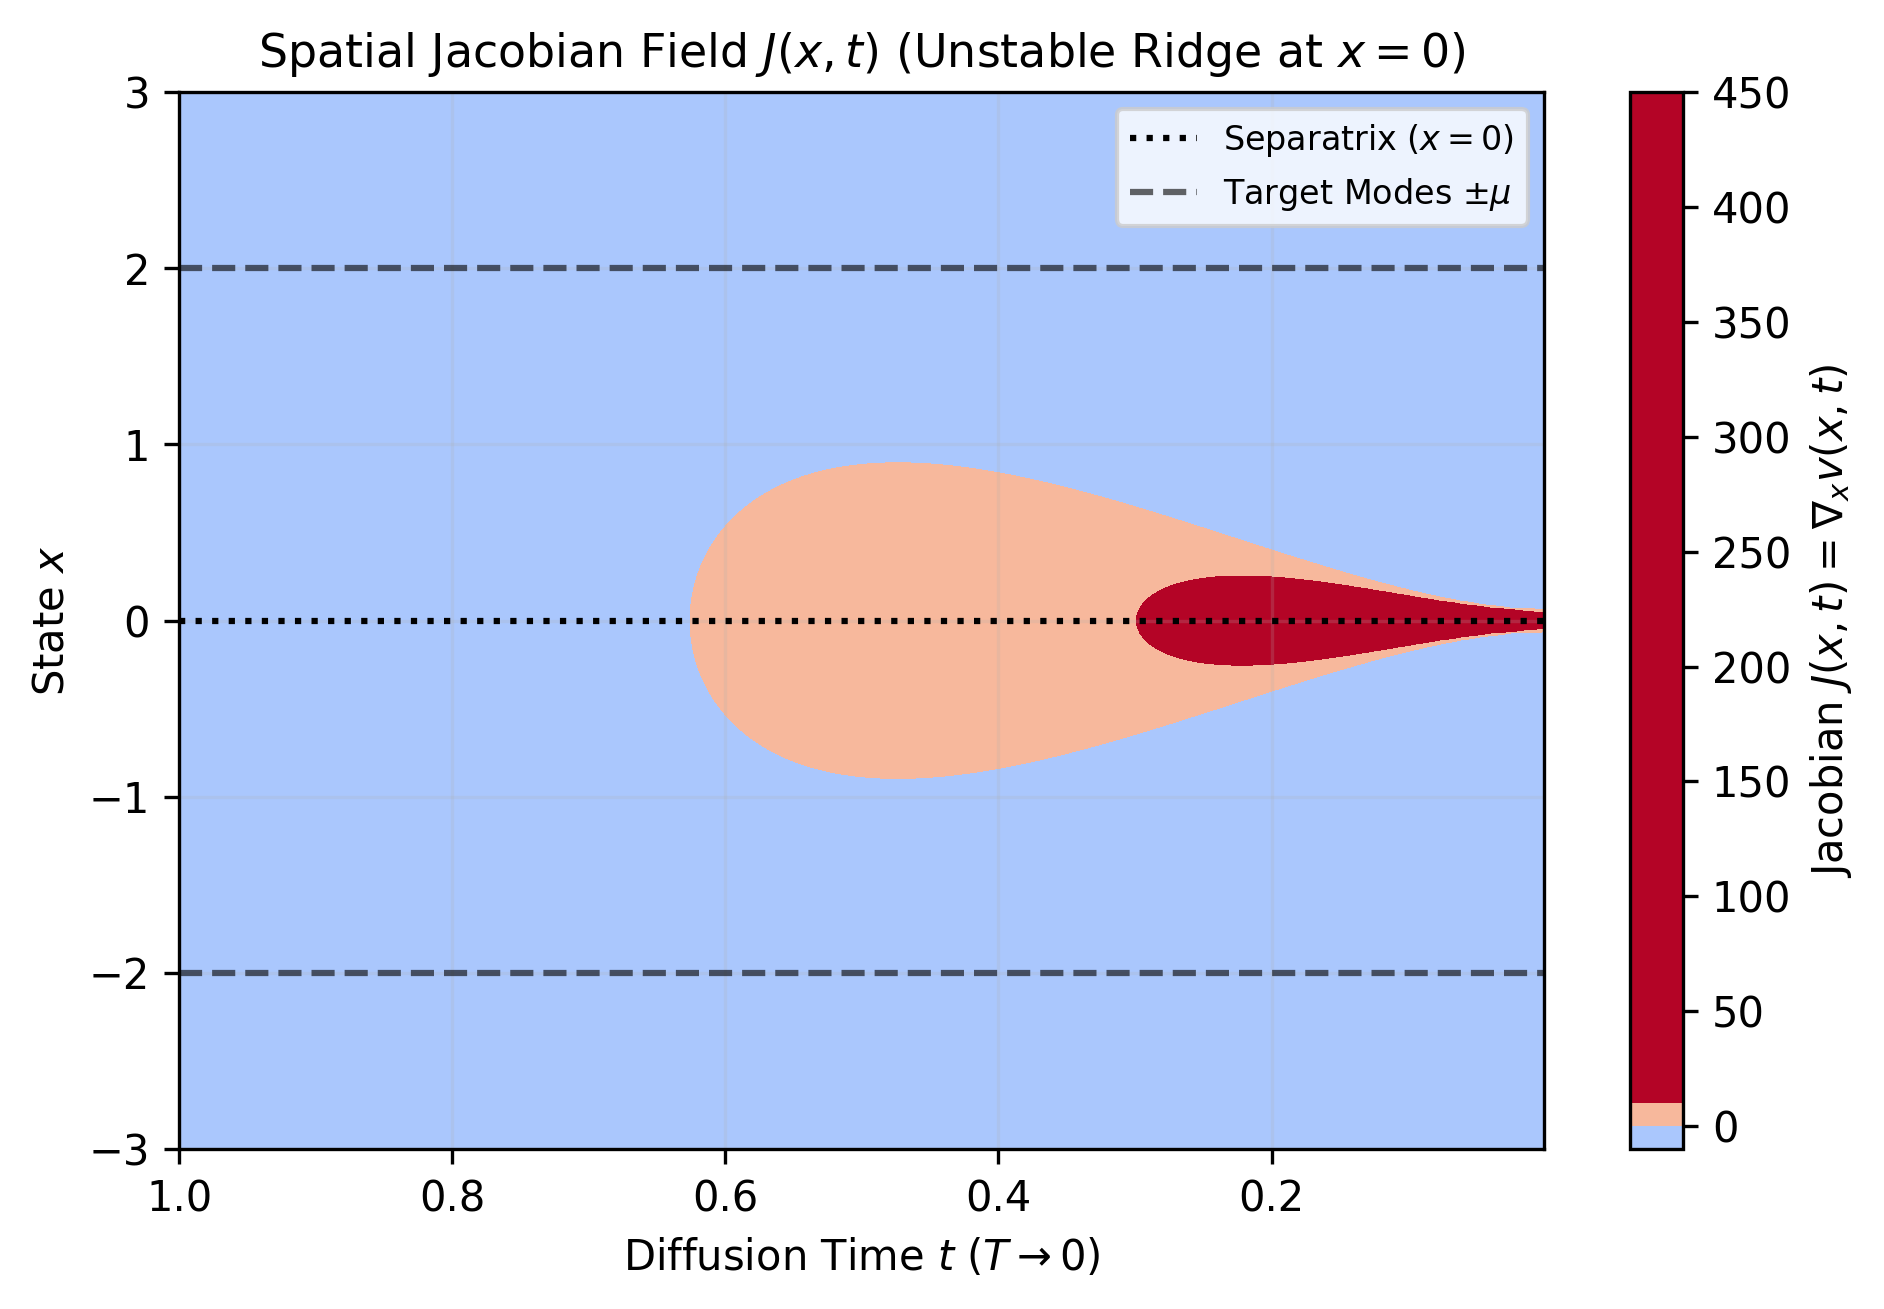 Spatial Jacobian Field J(x, t) (Unstable Ridge at x = 0)
Separatrix (x = 0)
Target Modes ±μ
3
2
1
0
−1
−2
−3
State x
1.0 0.8 0.6 0.4 0.2
Diffusion Time t (T → 0)
450
400
350
300
250
200
150
100
50
0
Jacobian J(x, t) = ∇ₓv(x, t)